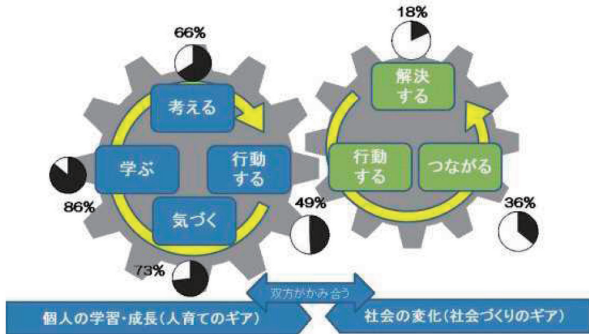 66%
18%
考える
解決
する
学ぶ
行動
する
行動
する
つながる
86%
気づく
49%
36%
73%
双方がかみ合う
個人の学習・成長(人育てのギア)
社会の変化(社会づくりのギア)